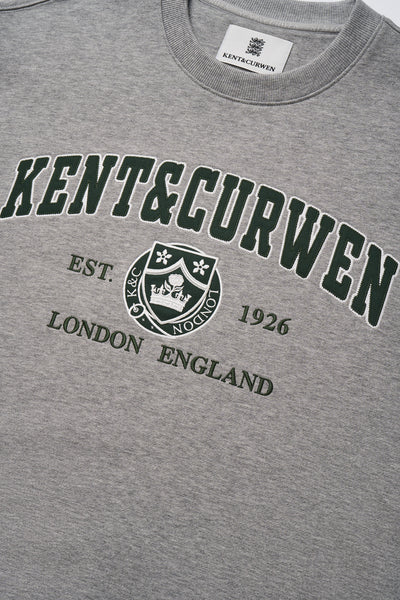 KENT&CURWEN
KENT&CURWEN
EST.
K&C
LONDON
1926
LONDON ENGLAND